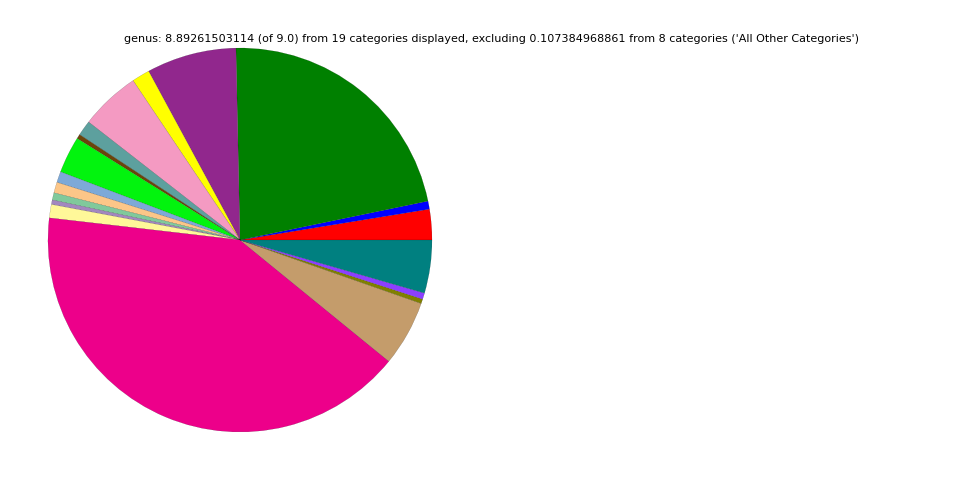 genus: 8.89261503114 (of 9.0) from 19 categories displayed, excluding 0.107384968861 from 8 categories ('All Other Categories')